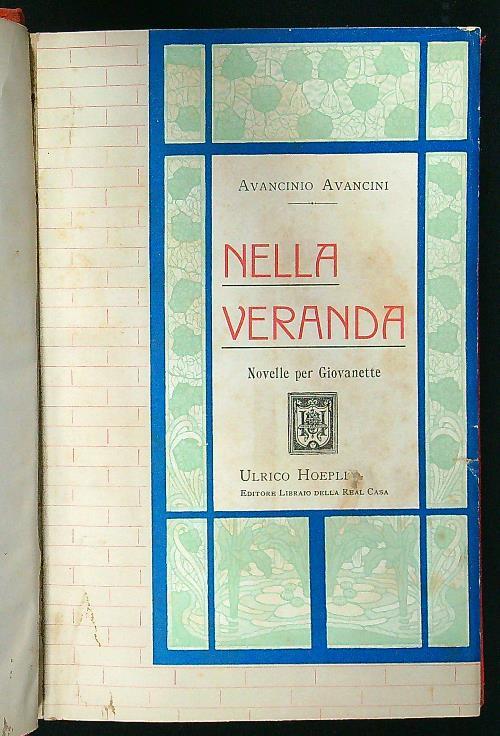 AVANCINIO AVANCINI
NELLA
VERANDA
Novelle per Giovanette
ULRICO HOEPLI
EDITORE LIBRAIO DELLA REAL CASA